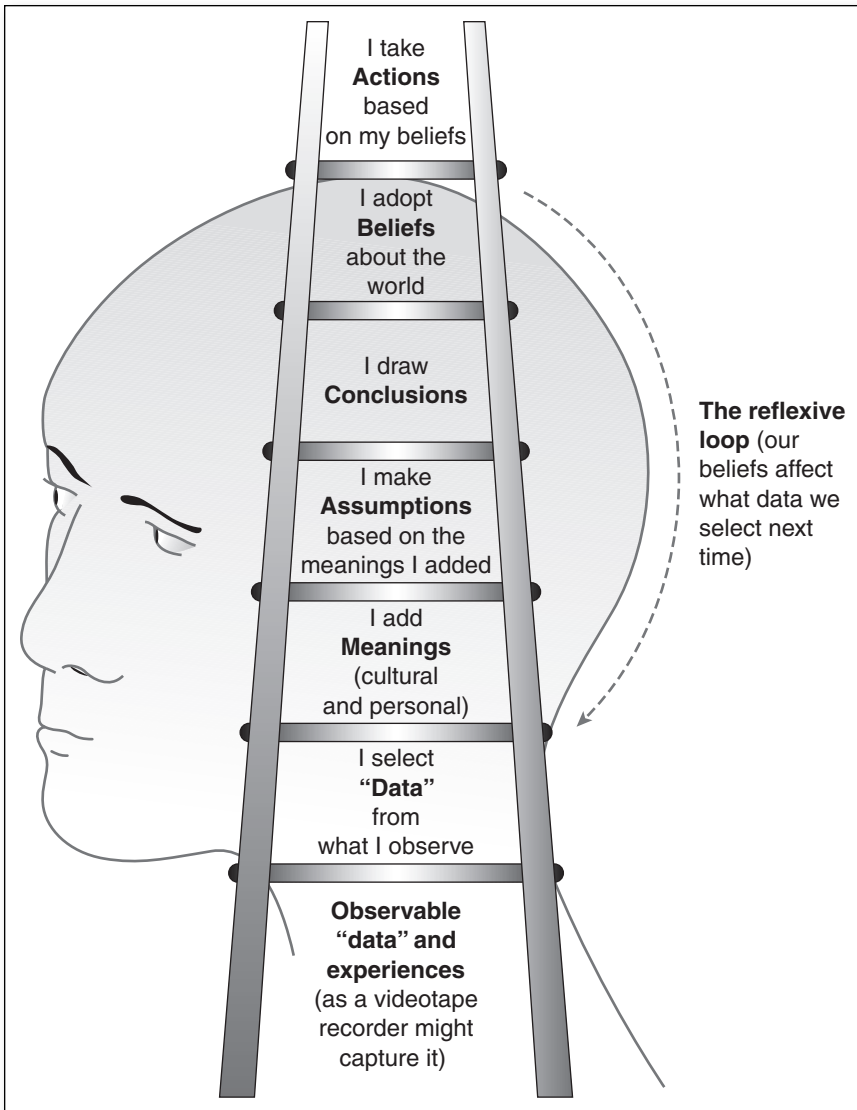 I take
Actions
based
on my beliefs
I adopt
Beliefs
about the
world
I draw
Conclusions
I make
Assumptions
based on the
meanings I added
I add
Meanings
(cultural
and personal)
I select
“Data”
from
what I observe
Observable
“data” and
experiences
(as a videotape
recorder might
capture it)
The reflexive
loop (our
beliefs affect
what data we
select next
time)